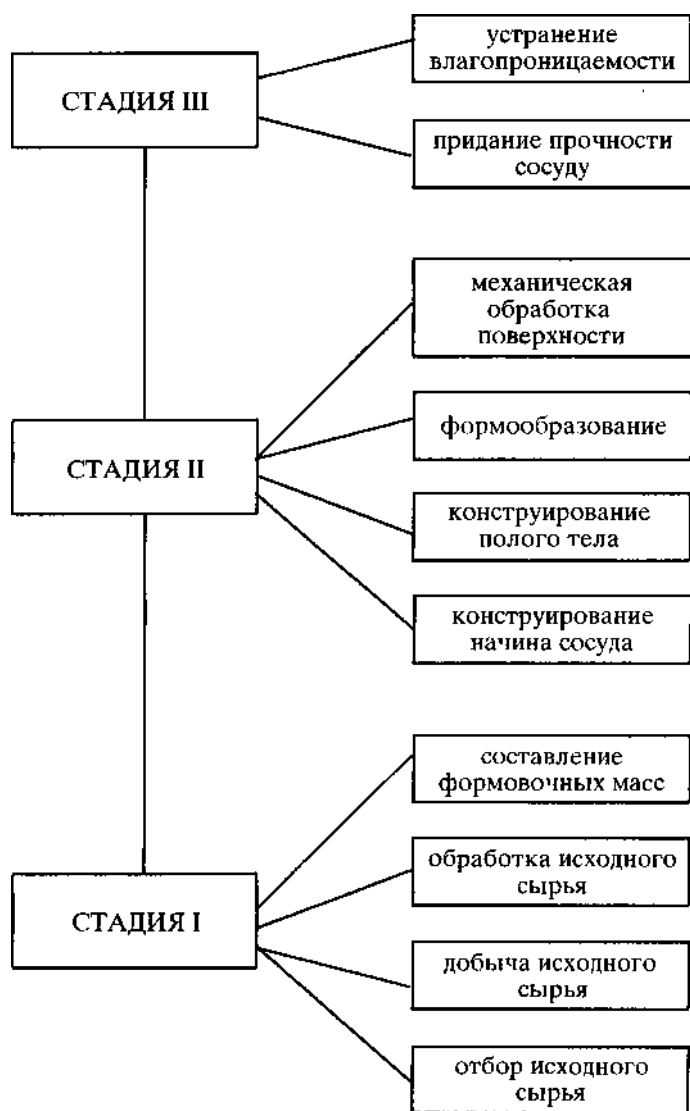 устранение
влагопроницаемости
СТАДИЯ III
придание прочности
сосуду
механическая
обработка
поверхности
формообразование
СТАДИЯ II
конструирование
полого тела
конструирование
начина сосуда
составление
формовочных масс
обработка исходного
сырья
СТАДИЯ I
добыча исходного
сырья
отбор исходного
сырья